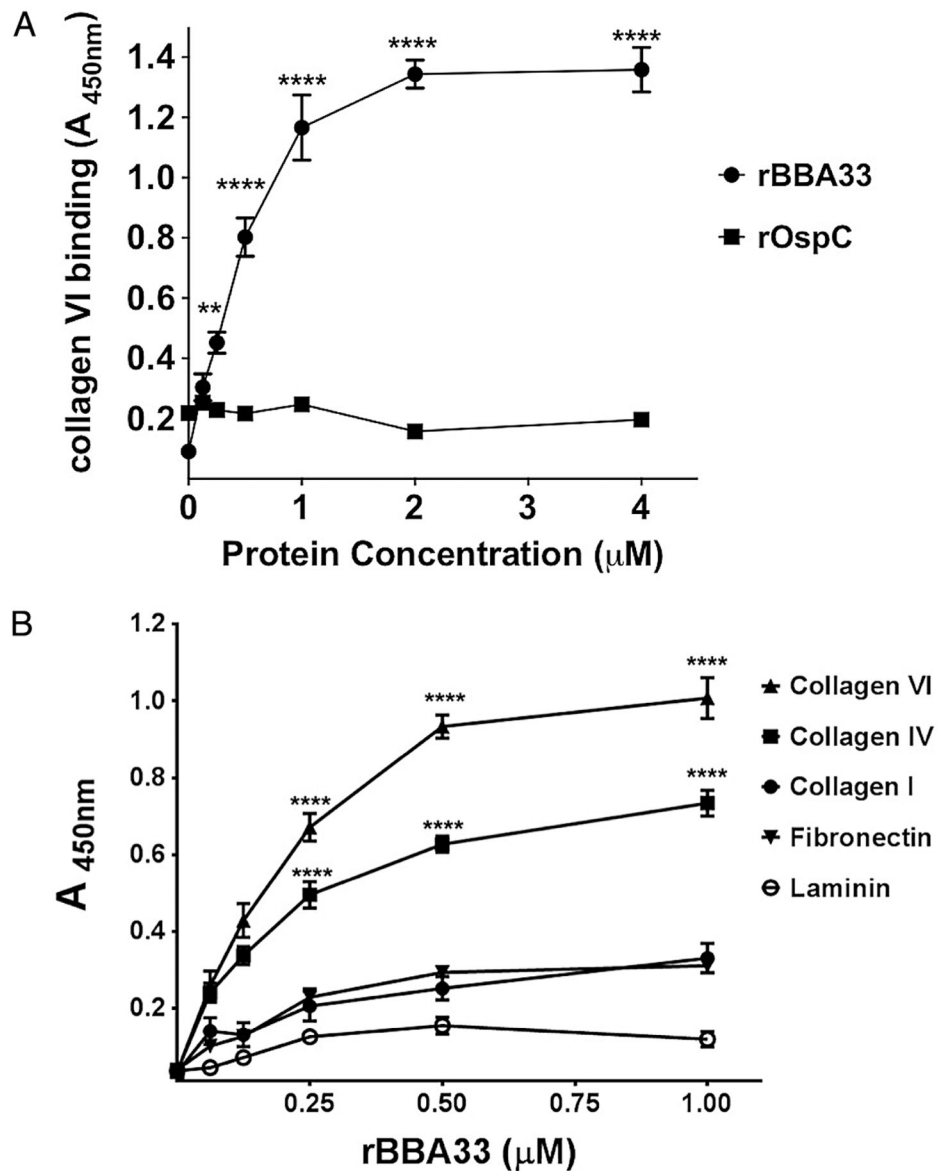 A
collagen VI binding (A 450nm)
1.4
1.2
1.0
0.8
0.6
0.4
0.2
**
****
****
****
****
0
1
2
3
4
Protein Concentration (μM)
rBBA33
rOspC
B
A 450nm
1.2
1.0
0.8
0.6
0.4
0.2
****
****
****
****
****
****
0.25
0.50
0.75
1.00
rBBA33 (μM)
Collagen VI
Collagen IV
Collagen I
Fibronectin
Laminin